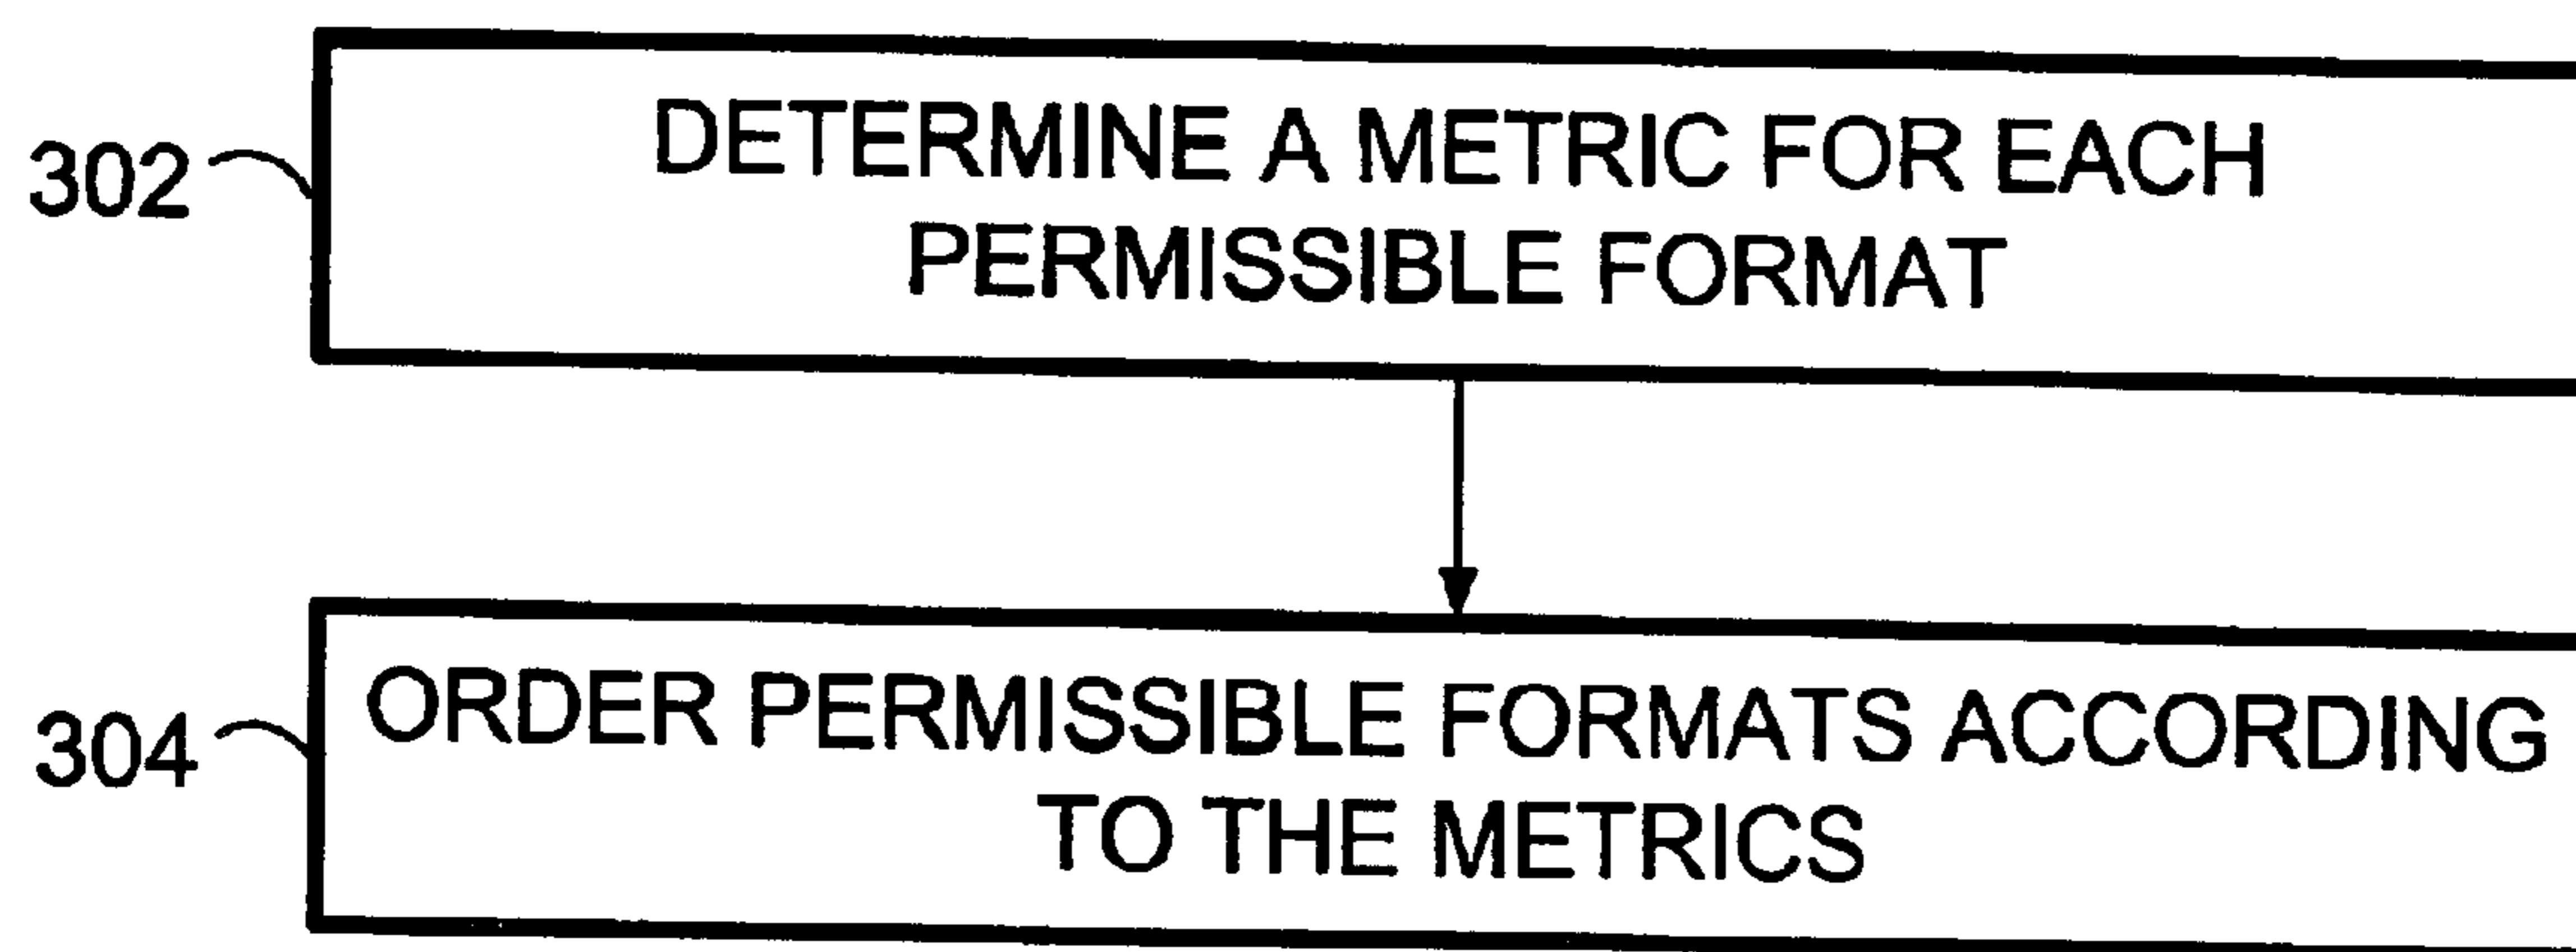 302
DETERMINE A METRIC FOR EACH
PERMISSIBLE FORMAT
304
ORDER PERMISSIBLE FORMATS ACCORDING
TO THE METRICS